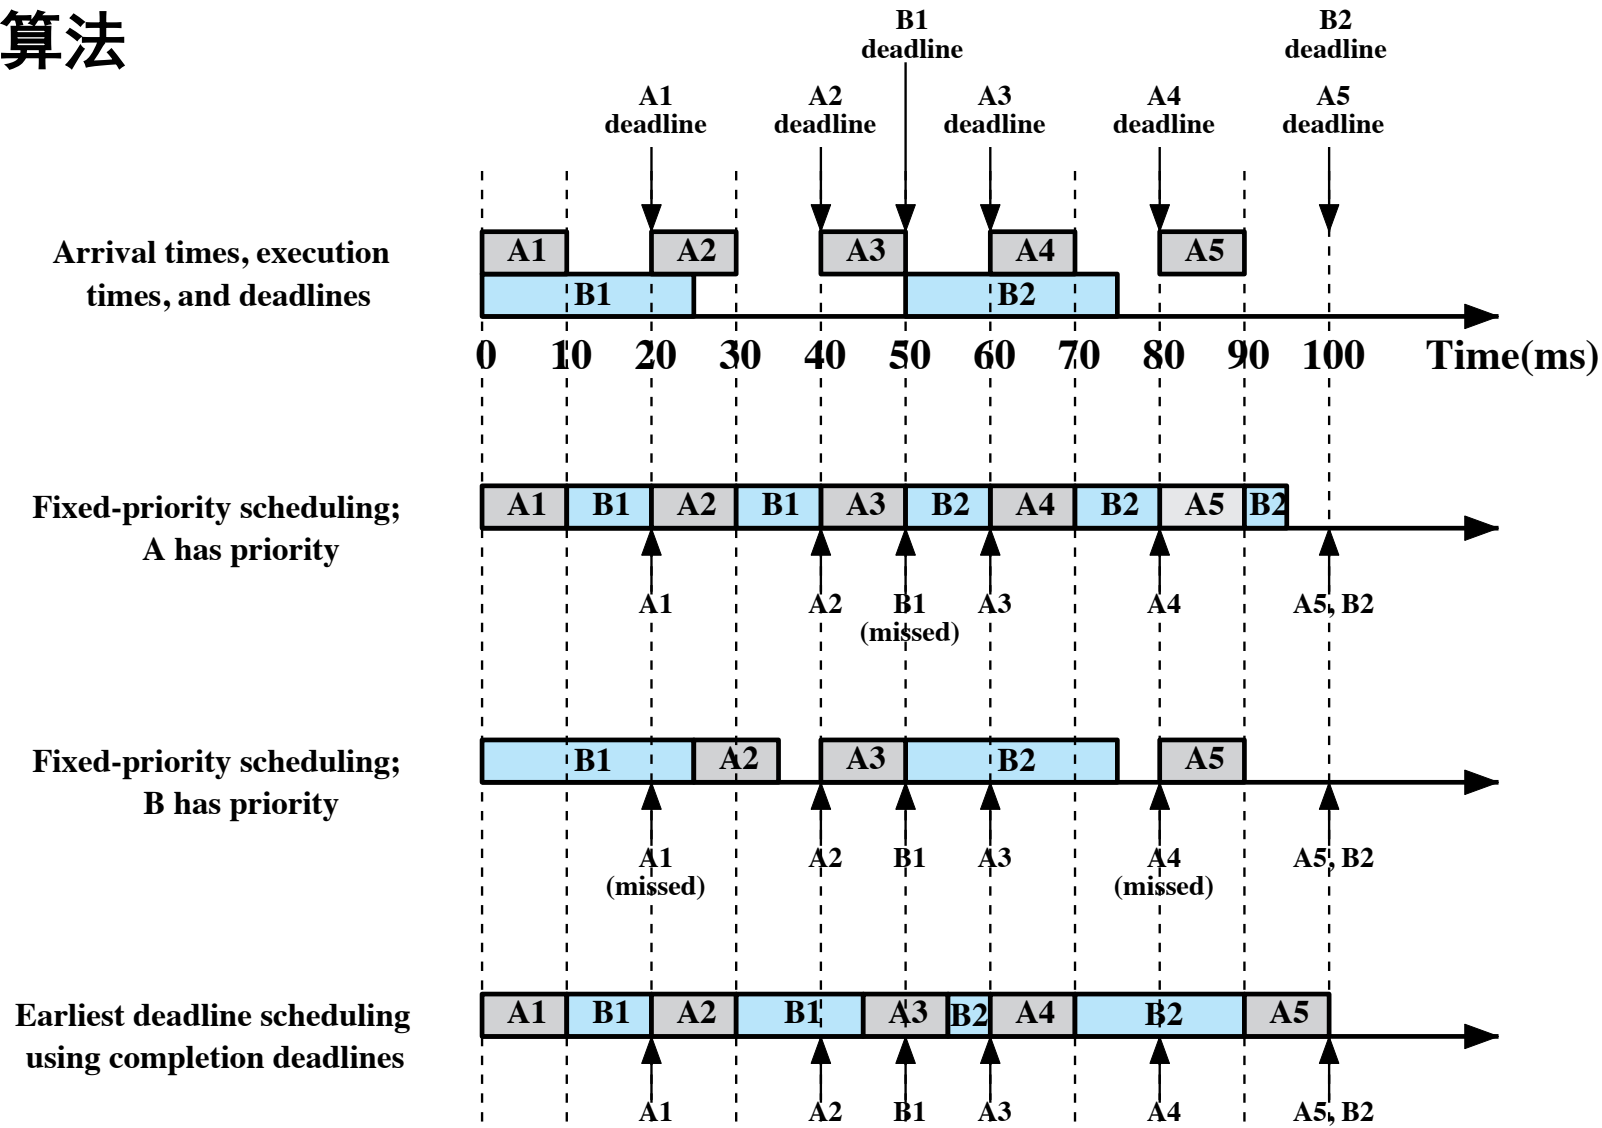 算法
B1
deadline
B2
deadline
A1
deadline
A2
deadline
A3
deadline
A4
deadline
A5
deadline
Arrival times, execution
times, and deadlines
A1
A2
A3
A4
A5
B1
B2
0 10 20 30 40 50 60 70 80 90 100 Time(ms)
Fixed-priority scheduling;
A has priority
A1 B1 A2 B1 A3 B2 A4 B2 A5 B2
A1 A2 B1 A3 A4 A5, B2
(missed)
Fixed-priority scheduling;
B has priority
B1 A2 A3 B2 A5
A1 A2 B1 A3 A4 A5, B2
(missed) (missed)
Earliest deadline scheduling
using completion deadlines
A1 B1 A2 B1 A3 B2 A4 B2 A5
A1 A2 B1 A3 A4 A5, B2